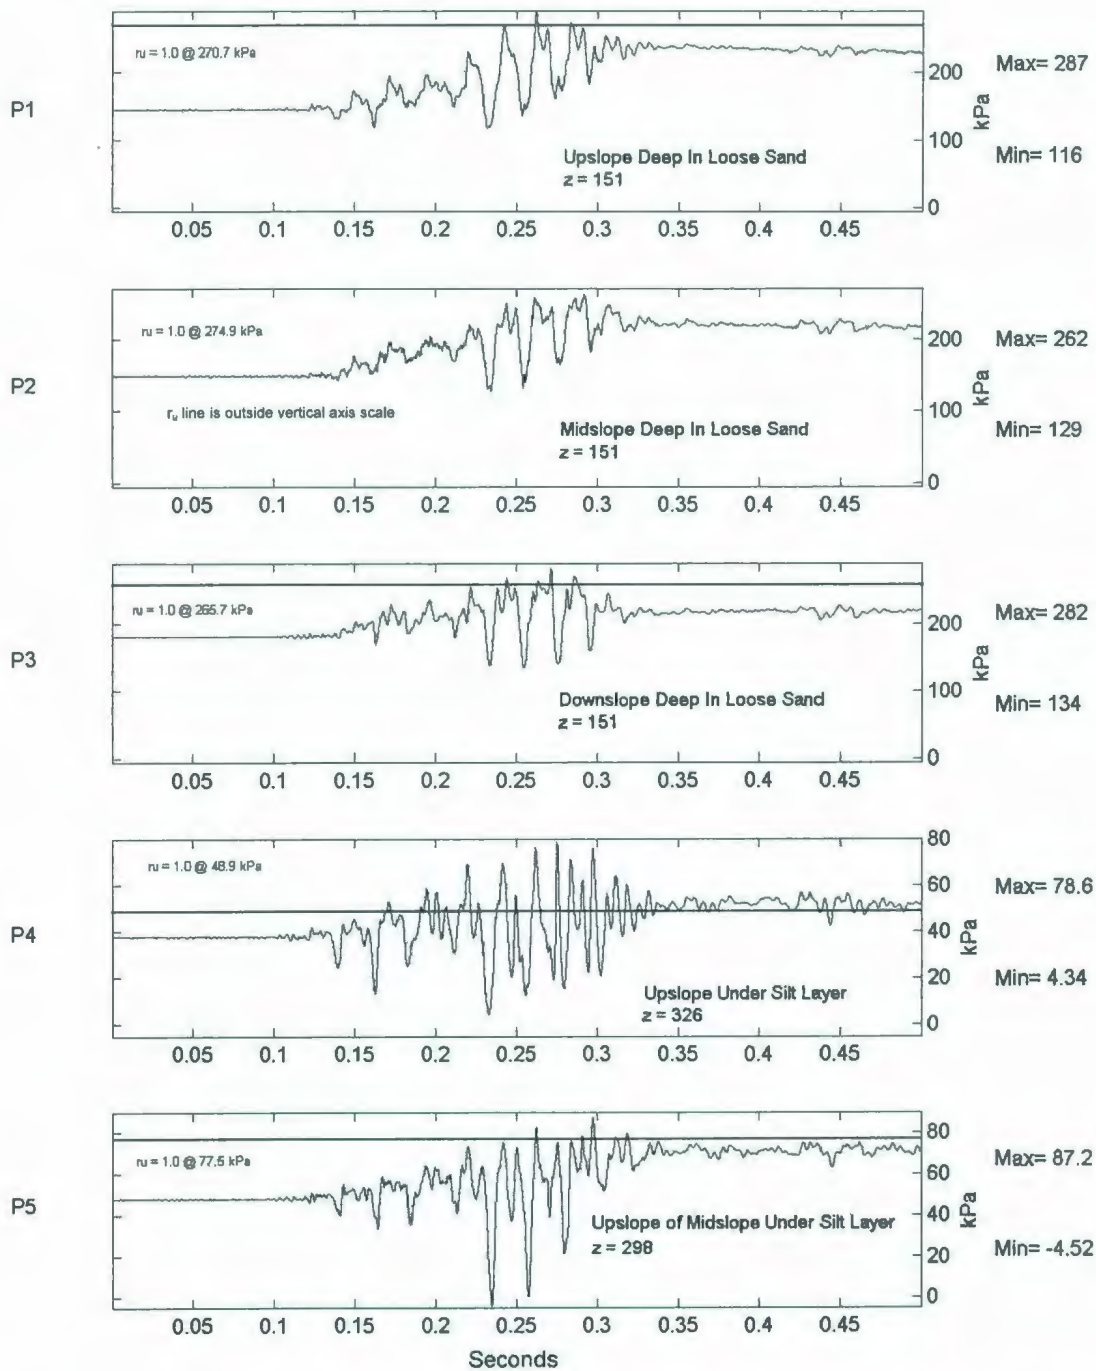 ru = 1.0 @ 270.7 kPa
P1
Upslope Deep In Loose Sand
z = 151
200
100
0
kPa
Max= 287
Min= 116
0.05 0.1 0.15 0.2 0.25 0.3 0.35 0.4 0.45
ru = 1.0 @ 274.9 kPa
P2
rᵤ line is outside vertical axis scale
Midslope Deep In Loose Sand
z = 151
200
100
0
kPa
Max= 262
Min= 129
0.05 0.1 0.15 0.2 0.25 0.3 0.35 0.4 0.45
ru = 1.0 @ 265.7 kPa
P3
Downslope Deep In Loose Sand
z = 151
200
100
0
kPa
Max= 282
Min= 134
0.05 0.1 0.15 0.2 0.25 0.3 0.35 0.4 0.45
ru = 1.0 @ 48.9 kPa
P4
Upslope Under Silt Layer
z = 326
80
60
40
20
0
kPa
Max= 78.6
Min= 4.34
0.05 0.1 0.15 0.2 0.25 0.3 0.35 0.4 0.45
ru = 1.0 @ 77.5 kPa
P5
Upslope of Midslope Under Silt Layer
z = 298
80
60
40
20
0
kPa
Max= 87.2
Min= -4.52
0.05 0.1 0.15 0.2 0.25 0.3 0.35 0.4 0.45
Seconds